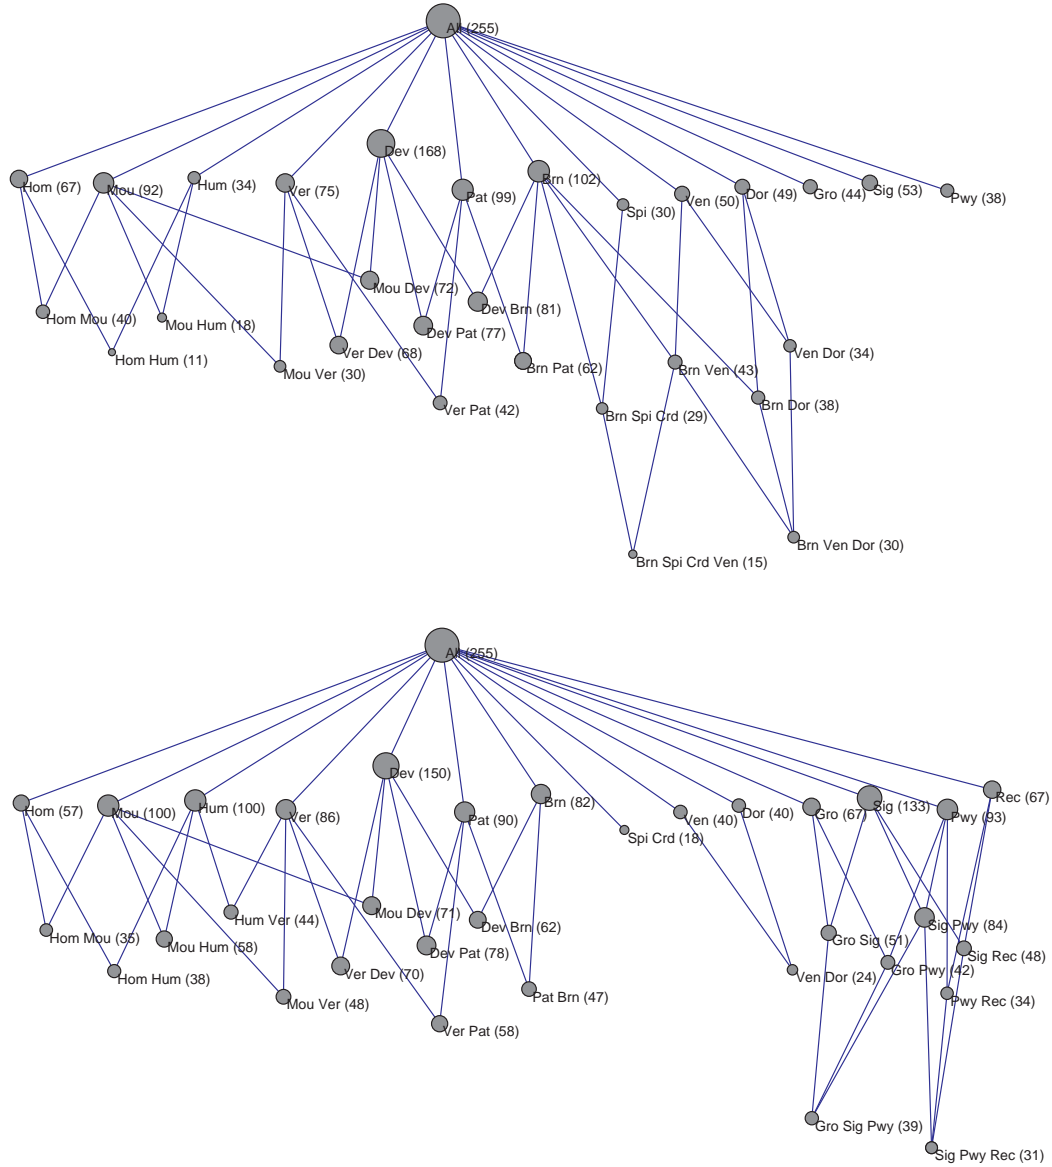 All (255)
Dev (168)
Hom (67)
Mou (92)
Hum (34)
Ver (75)
Pat (99)
Brn (102)
Spi (30)
Ven (50)
Dor (49)
Gro (44)
Sig (53)
Pwy (38)
Mou Dev (72)
Dev Brn (81)
Hom Mou (40)
Mou Hum (18)
Dev Pat (77)
Hom Hum (11)
Ver Dev (68)
Ven Dor (34)
Mou Ver (30)
Brn Pat (62)
Brn Ven (43)
Ver Pat (42)
Brn Spi Crd (29)
Brn Dor (38)
Brn Ven Dor (30)
Brn Spi Crd Ven (15)
All (255)
Dev (150)
Hom (57)
Mou (100)
Hum (100)
Ver (86)
Pat (90)
Brn (82)
Spi Crd (18)
Ven (40)
Dor (40)
Gro (67)
Sig (133)
Pwy (93)
Rec (67)
Hom Mou (35)
Mou Hum (58)
Hum Ver (44)
Mou Dev (71)
Dev Brn (62)
Dev Pat (78)
Gro Sig (51)
Sig Pwy (84)
Sig Rec (48)
Hom Hum (38)
Ver Dev (70)
Ven Dor (24)
Gro Pwy (42)
Mou Ver (48)
Pat Brn (47)
Pwy Rec (34)
Ver Pat (58)
Gro Sig Pwy (39)
Sig Pwy Rec (31)